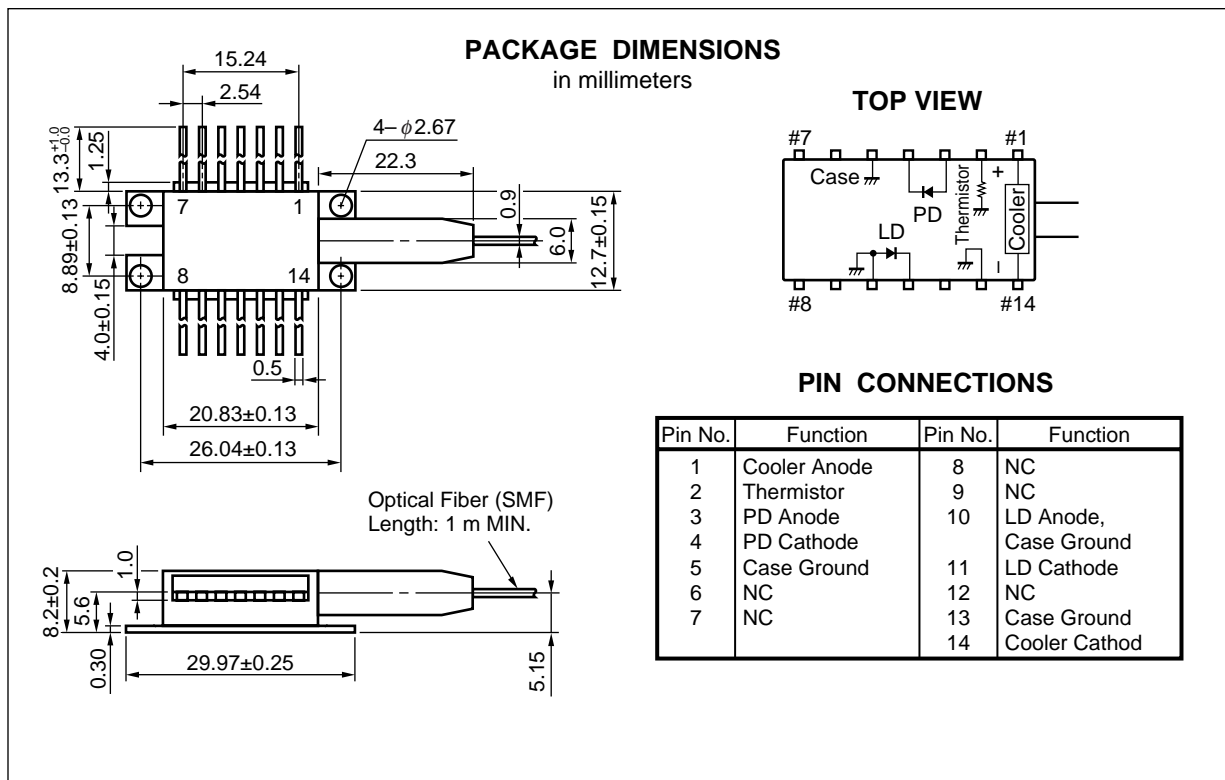 PACKAGE DIMENSIONS
in millimeters
15.24
2.54
13.3 +1.0 −0.0
1.25
4–φ2.67
22.3
7
1
0.9
6.0
12.7±0.15
8.89±0.13
4.0±0.15
8
14
0.5
20.83±0.13
26.04±0.13
Optical Fiber (SMF)
Length: 1 m MIN.
8.2±0.2
5.6
1.0
0.30
29.97±0.25
5.15
TOP VIEW
#7
#1
Case
PD
Thermistor
+
Cooler
LD
–
#8
#14
PIN CONNECTIONS
Pin No. Function Pin No. Function
1 Cooler Anode 8 NC
2 Thermistor 9 NC
3 PD Anode 10 LD Anode,
4 PD Cathode Case Ground
5 Case Ground 11 LD Cathode
6 NC 12 NC
7 NC 13 Case Ground
14 Cooler Cathod